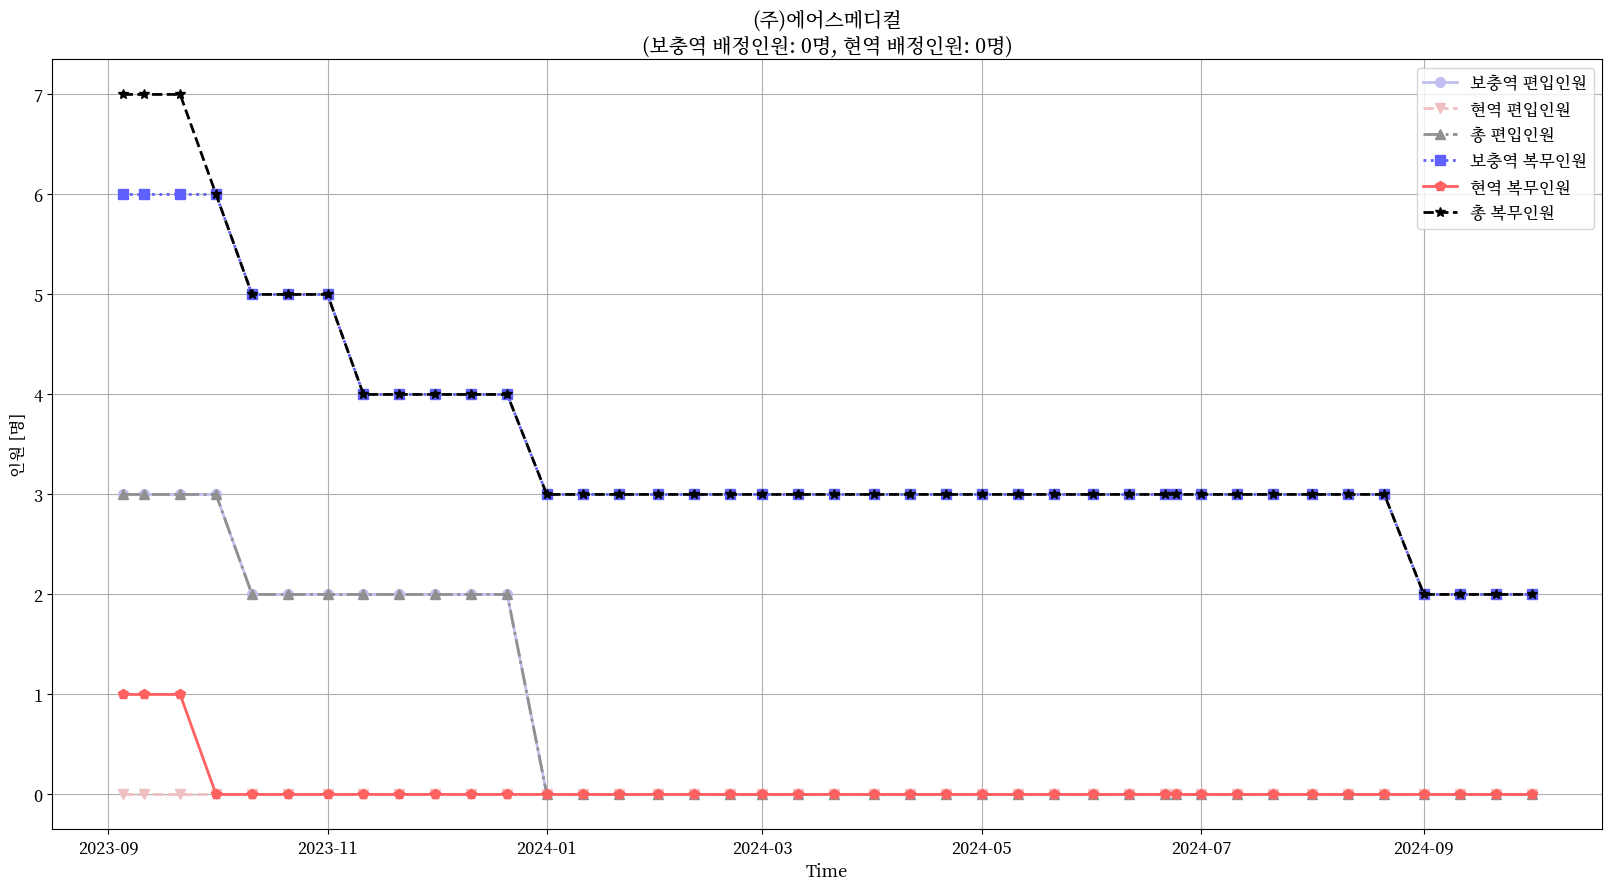 (주)에어스메디컬
(보충역 배정인원: 0명, 현역 배정인원: 0명)
보충역 편입인원
현역 편입인원
총 편입인원
보충역 복무인원
현역 복무인원
총 복무인원
7
6
5
4
3
2
1
0
인원 [명]
2023-09
2023-11
2024-01
2024-03
2024-05
2024-07
2024-09
Time